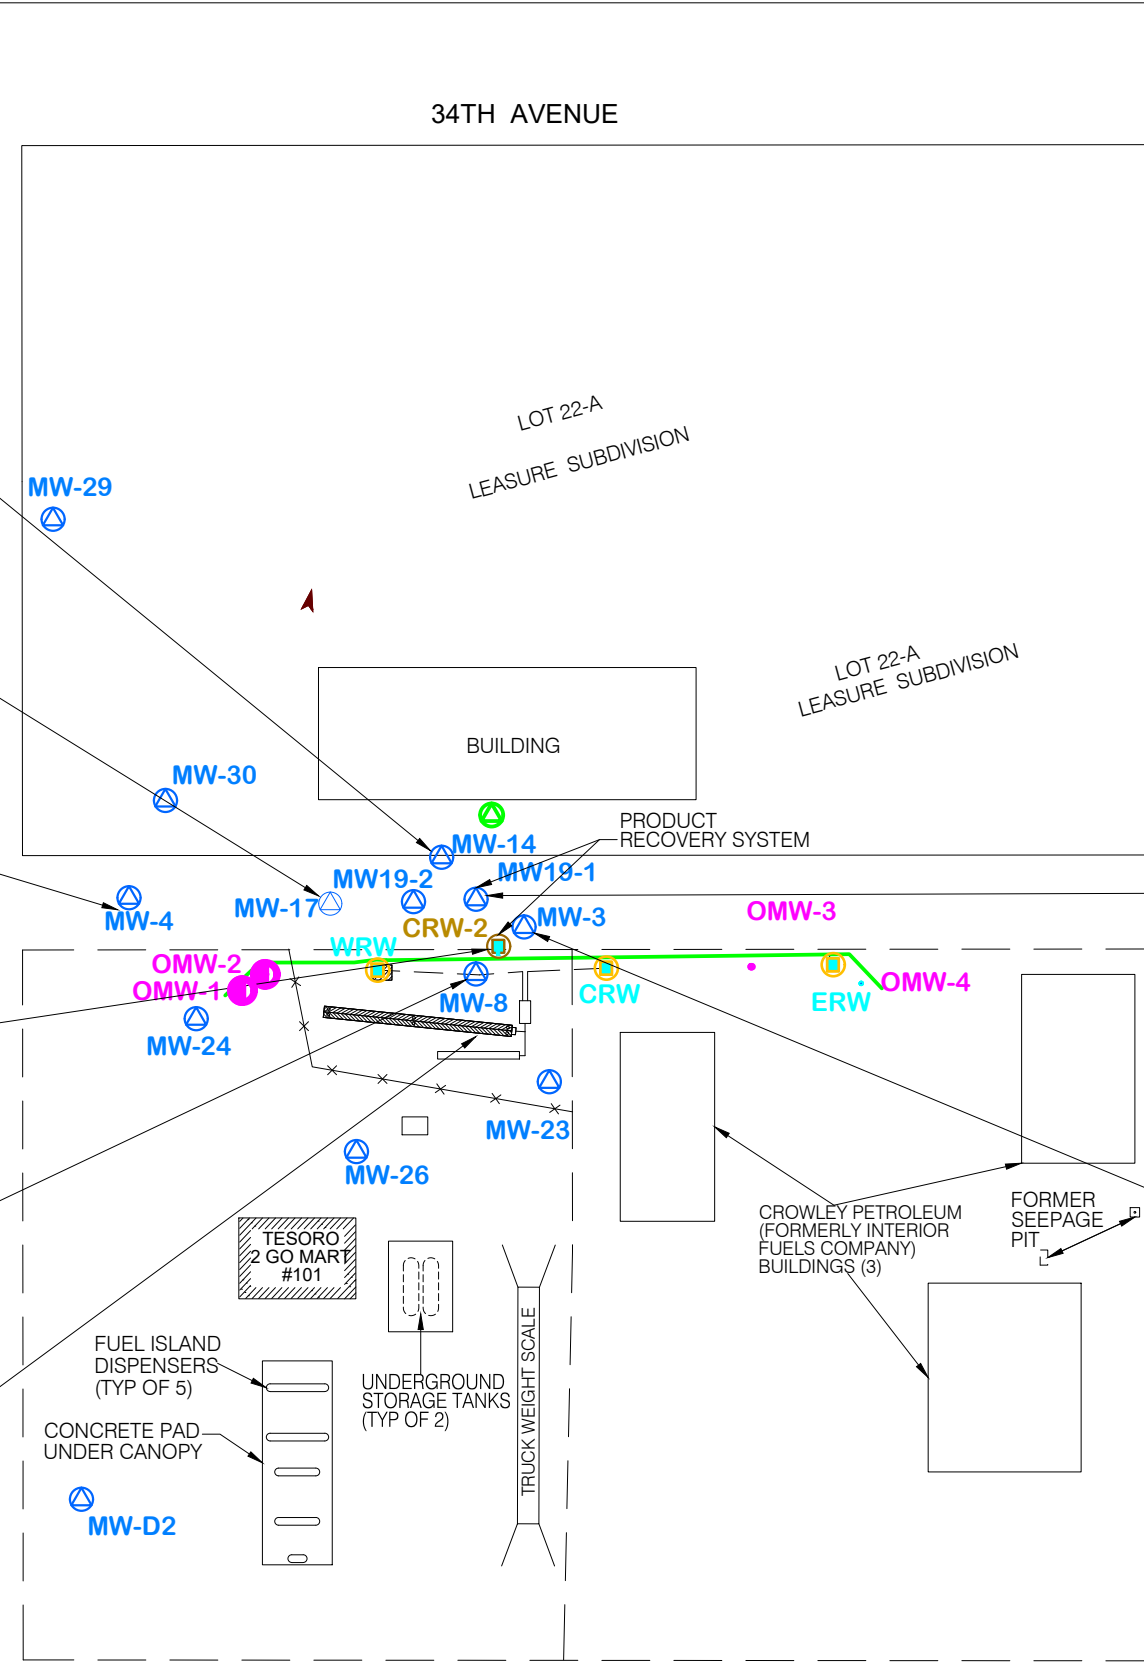 34TH AVENUE
LOT 22-A
LEASURE SUBDIVISION
MW-29
LOT 22-A
LEASURE SUBDIVISION
BUILDING
MW-30
PRODUCT
RECOVERY SYSTEM
MW-14
MW19-2
MW19-1
MW-17
MW-4
CRW-2
MW-3
OMW-3
WRW
OMW-2
OMW-1
MW-8
CRW
ERW
OMW-4
MW-24
MW-23
MW-26
CROWLEY PETROLEUM
(FORMERLY INTERIOR
FUELS COMPANY)
BUILDINGS (3)
FORMER
SEEPAGE
PIT
TESORO
2 GO MART
#101
FUEL ISLAND
DISPENSERS
(TYP OF 5)
UNDERGROUND
STORAGE TANKS
(TYP OF 2)
TRUCK WEIGHT SCALE
CONCRETE PAD
UNDER CANOPY
MW-D2